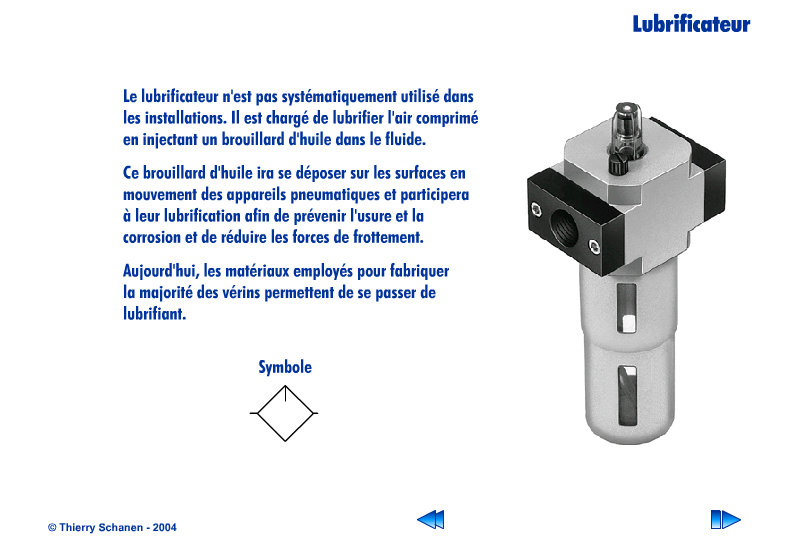 Lubrificateur
Le lubrificateur n'est pas systématiquement utilisé dans
les installations. Il est chargé de lubrifier l'air comprimé
en injectant un brouillard d'huile dans le fluide.
Ce brouillard d'huile ira se déposer sur les surfaces en
mouvement des appareils pneumatiques et participera
à leur lubrification afin de prévenir l'usure et la
corrosion et de réduire les forces de frottement.
Aujourd'hui, les matériaux employés pour fabriquer
la majorité des vérins permettent de se passer de
lubrifiant.
Symbole
© Thierry Schanen - 2004